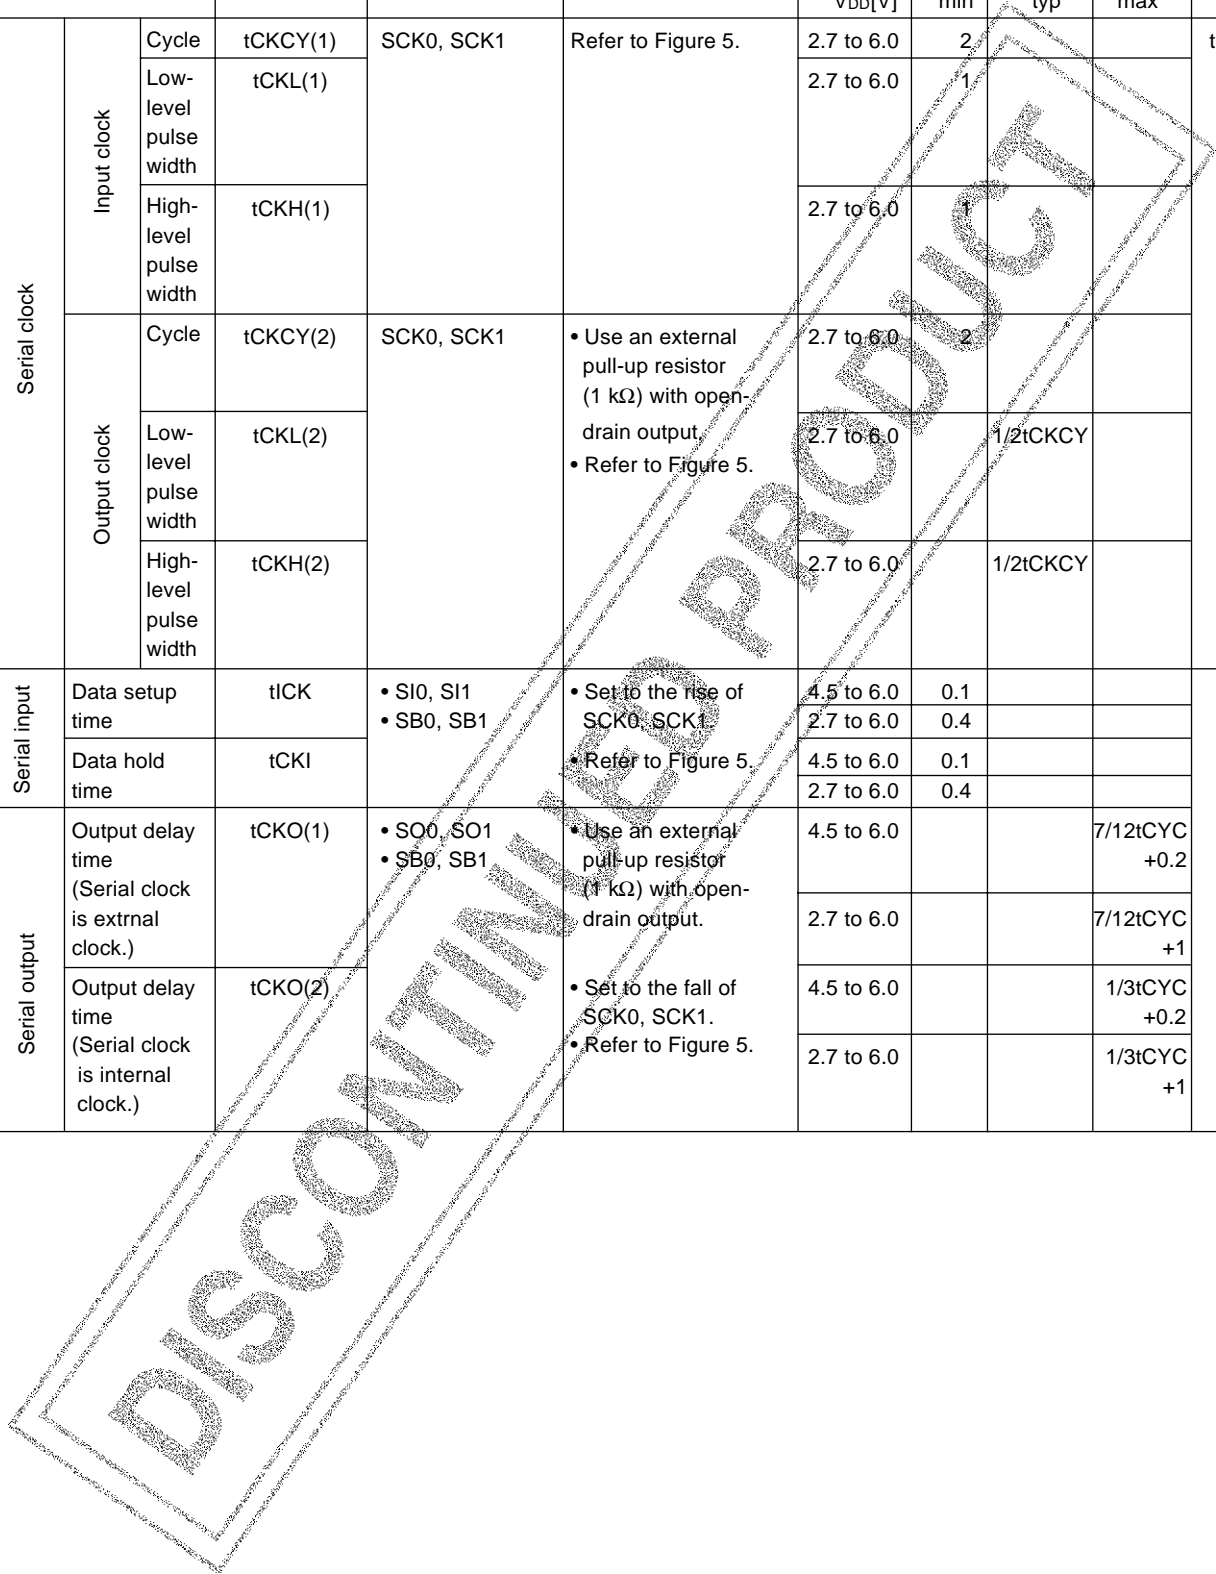 VDD[V] min typ max
Serial clock
Input clock
Cycle tCKCY(1) SCK0, SCK1 Refer to Figure 5. 2.7 to 6.0 2
Low- tCKL(1) 2.7 to 6.0 1
level
pulse
width
High- tCKH(1) 2.7 to 6.0 1
level
pulse
width
Output clock
Cycle tCKCY(2) SCK0, SCK1 • Use an external 2.7 to 6.0 2
pull-up resistor
(1 kΩ) with open-
drain output.
• Refer to Figure 5.
Low- tCKL(2) 2.7 to 6.0 1/2tCKCY
level
pulse
width
High- tCKH(2) 2.7 to 6.0 1/2tCKCY
level
pulse
width
Serial input
Data setup tICK • SI0, SI1 • Set to the rise of 4.5 to 6.0 0.1
time • SB0, SB1 SCK0, SCK1. 2.7 to 6.0 0.4
Data hold tCKI • Refer to Figure 5. 4.5 to 6.0 0.1
time 2.7 to 6.0 0.4
Serial output
Output delay tCKO(1) • SO0, SO1 • Use an external 4.5 to 6.0 7/12tCYC
time • SB0, SB1 pull-up resistor +0.2
(Serial clock (1 kΩ) with open-
is extrnal drain output. 2.7 to 6.0 7/12tCYC
clock.) +1
Output delay tCKO(2) • Set to the fall of 4.5 to 6.0 1/3tCYC
time SCK0, SCK1. +0.2
(Serial clock • Refer to Figure 5. 2.7 to 6.0 1/3tCYC
is internal +1
clock.)
DISCONTINUED PRODUCT